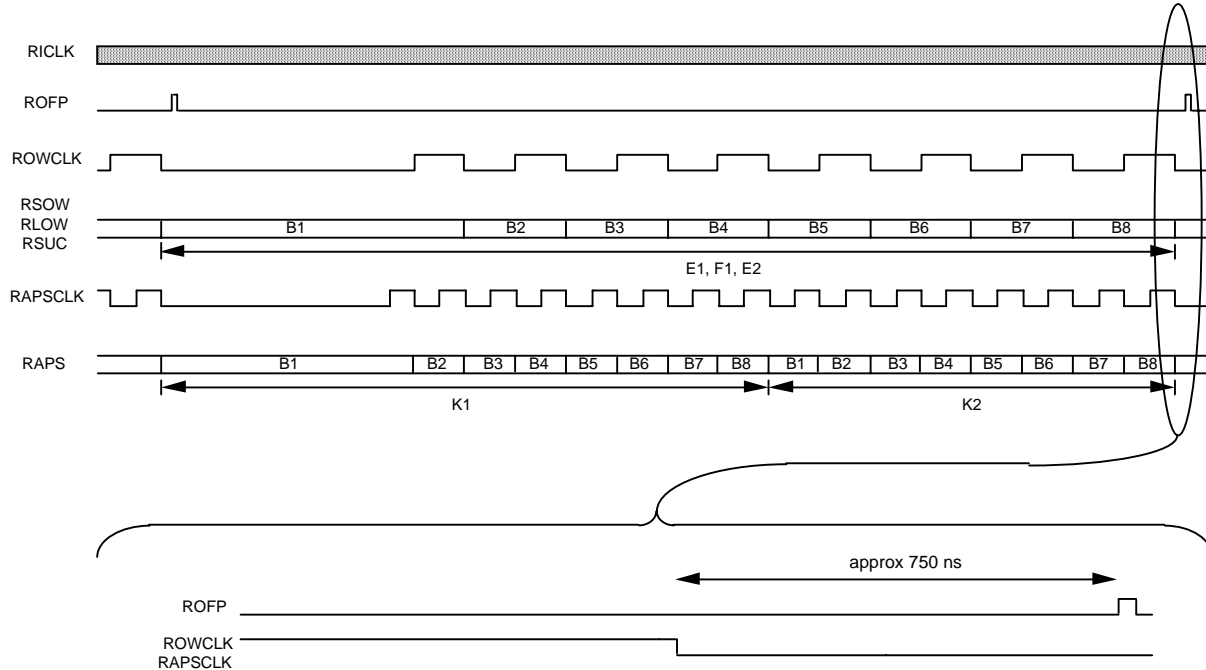 RICLK
ROFP
ROWCLK
RSOW
RLOW
RSUC
B1 B2 B3 B4 B5 B6 B7 B8
E1, F1, E2
RAPSCLK
RAPS
B1 B2 B3 B4 B5 B6 B7 B8 B1 B2 B3 B4 B5 B6 B7 B8
K1 K2
approx 750 ns
ROFP
ROWCLK
RAPSCLK